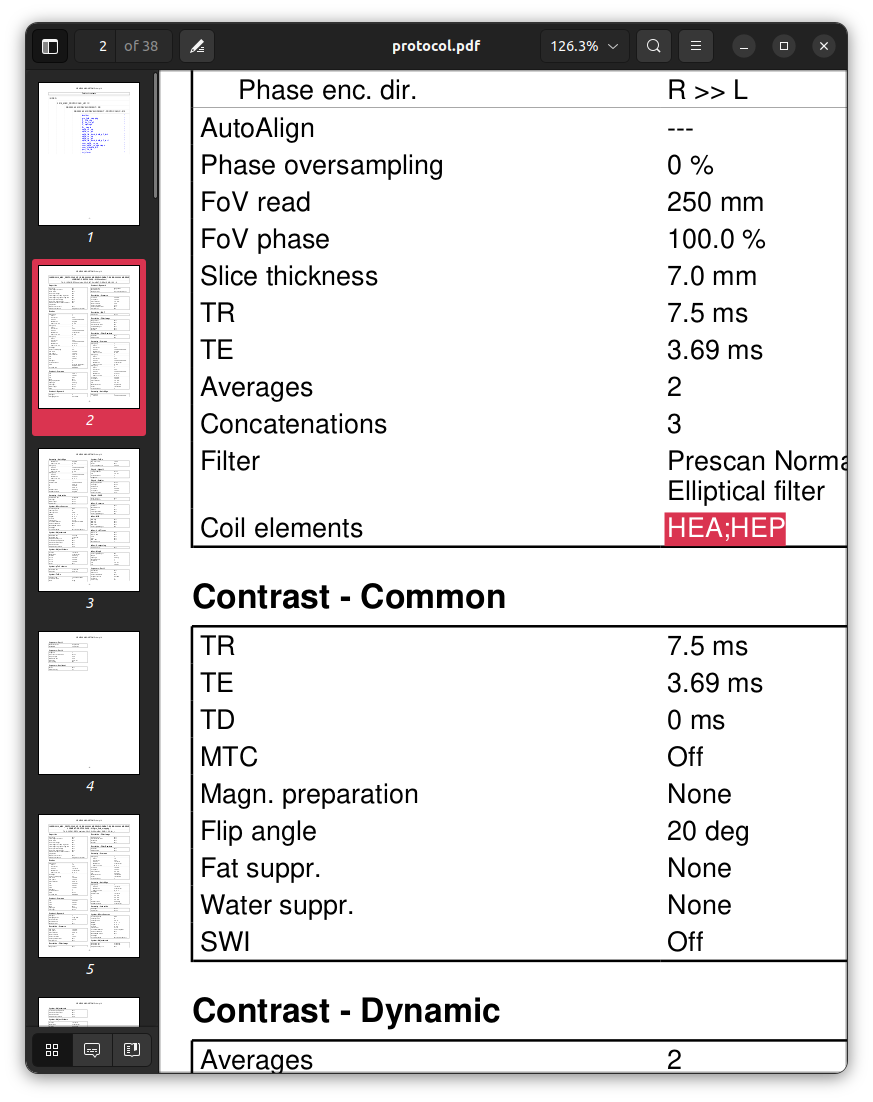 2 of 38
protocol.pdf
126.3%
1
2
3
4
5
Phase enc. dir. R >> L
AutoAlign ---
Phase oversampling 0 %
FoV read 250 mm
FoV phase 100.0 %
Slice thickness 7.0 mm
TR 7.5 ms
TE 3.69 ms
Averages 2
Concatenations 3
Filter Prescan Norma
Elliptical filter
Coil elements HEA;HEP
Contrast - Common
TR 7.5 ms
TE 3.69 ms
TD 0 ms
MTC Off
Magn. preparation None
Flip angle 20 deg
Fat suppr. None
Water suppr. None
SWI Off
Contrast - Dynamic
Averages 2